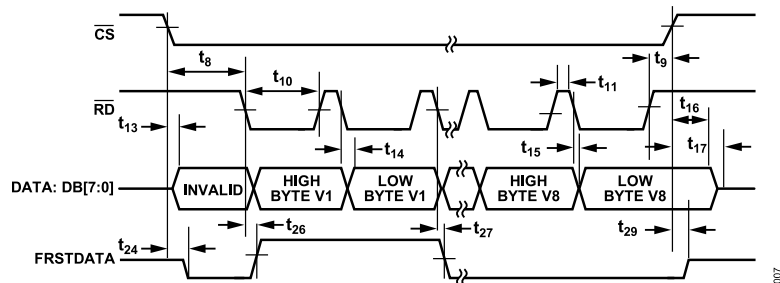 CS
t8
t9
t10
t11
RD
t16
t13
t17
t14
t15
DATA: DB[7:0]
INVALID
HIGH BYTE V1
LOW BYTE V1
HIGH BYTE V8
LOW BYTE V8
t26
t27
t29
t24
FRSTDATA
007